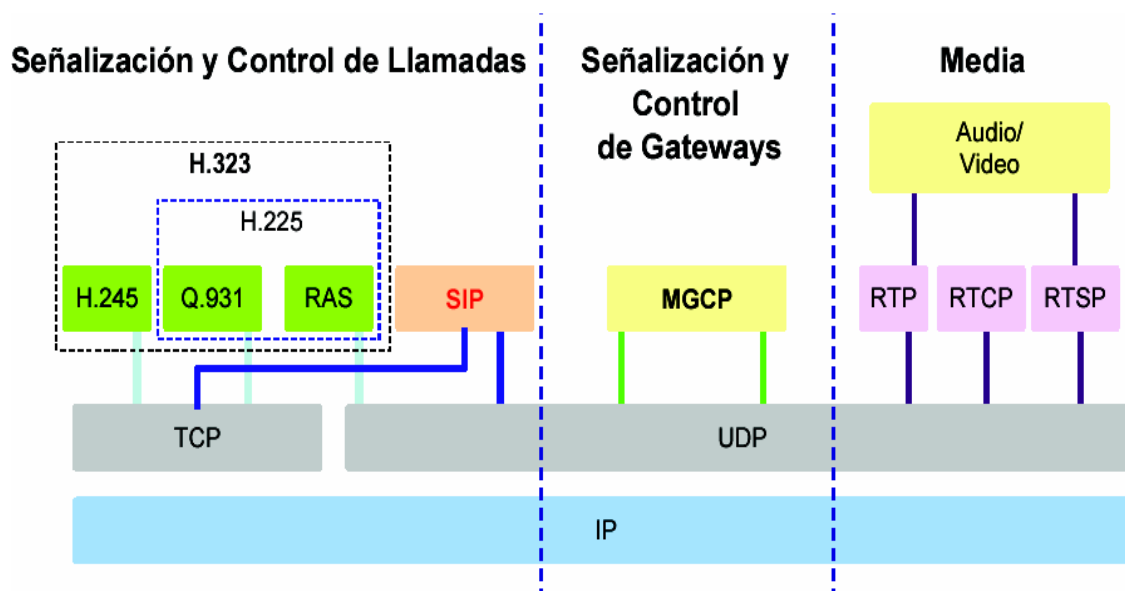 Señalización y Control de Llamadas
Señalización y
Control
de Gateways
Media
Audio/
Video
H.323
H.225
H.245
Q.931
RAS
SIP
MGCP
RTP
RTCP
RTSP
TCP
UDP
IP